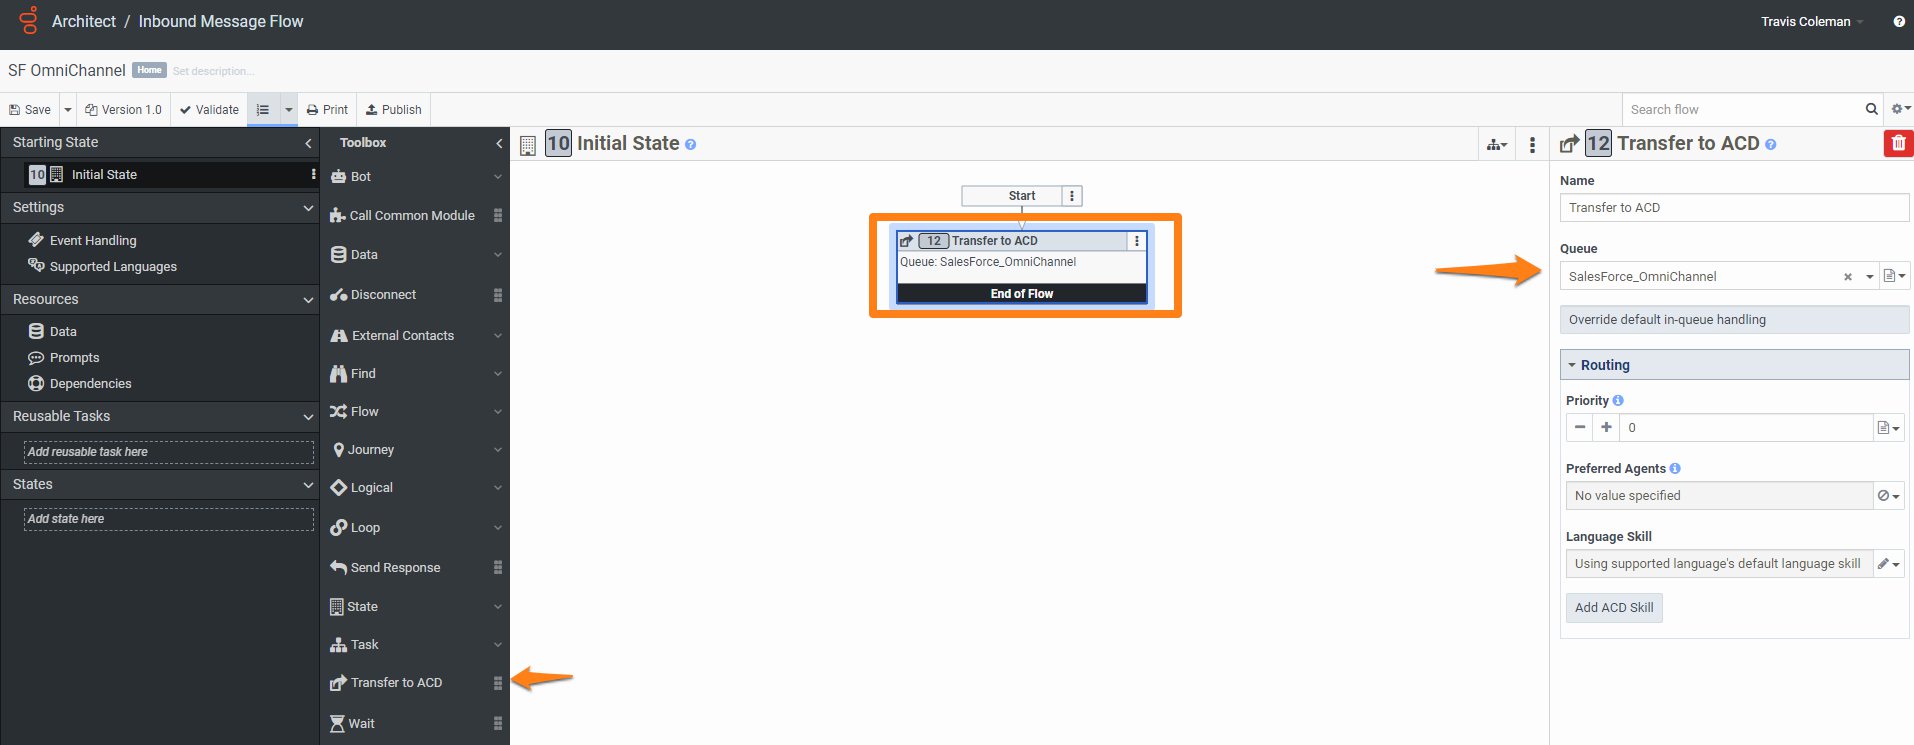 Architect / Inbound Message Flow
Travis Coleman
SF OmniChannel Home Set description...
Save Version 1.0 Validate Print Publish
Search flow
Starting State
10 Initial State
Settings
Event Handling
Supported Languages
Resources
Data
Prompts
Dependencies
Reusable Tasks
Add reusable task here
States
Add state here
Toolbox
Bot
Call Common Module
Data
Disconnect
External Contacts
Find
Flow
Journey
Logical
Loop
Send Response
State
Task
Transfer to ACD
Wait
10 Initial State
Start
12 Transfer to ACD
Queue: SalesForce_OmniChannel
End of Flow
12 Transfer to ACD
Name
Transfer to ACD
Queue
SalesForce_OmniChannel
Override default in-queue handling
Routing
Priority
0
Preferred Agents
No value specified
Language Skill
Using supported language's default language skill
Add ACD Skill